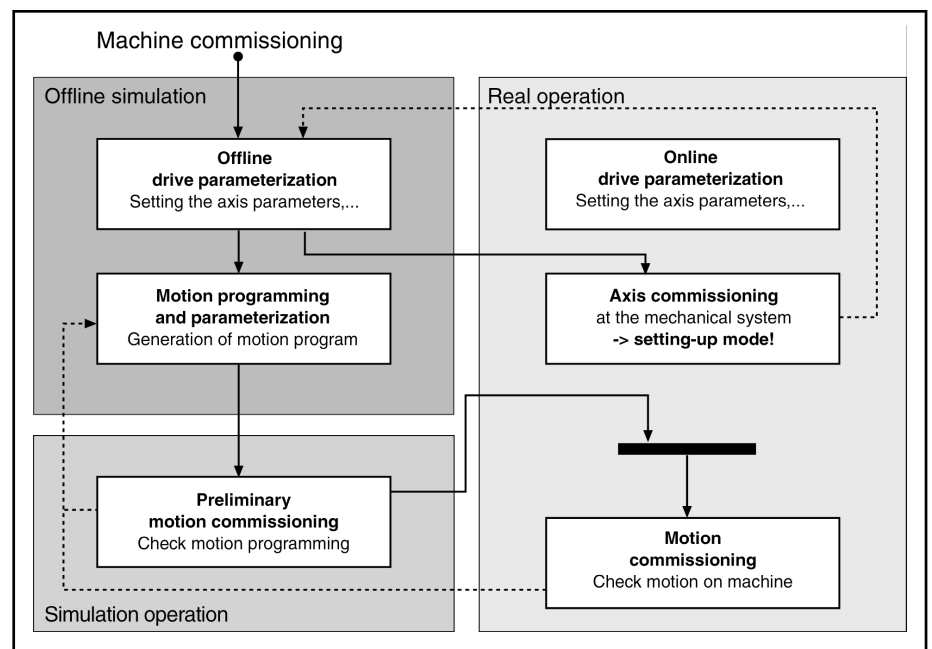 Machine commissioning
Offline simulation
Offline
drive parameterization
Setting the axis parameters,...
Motion programming
and parameterization
Generation of motion program
Preliminary
motion commissioning
Check motion programming
Simulation operation
Real operation
Online
drive parameterization
Setting the axis parameters,...
Axis commissioning
at the mechanical system
-> setting-up mode!
Motion
commissioning
Check motion on machine